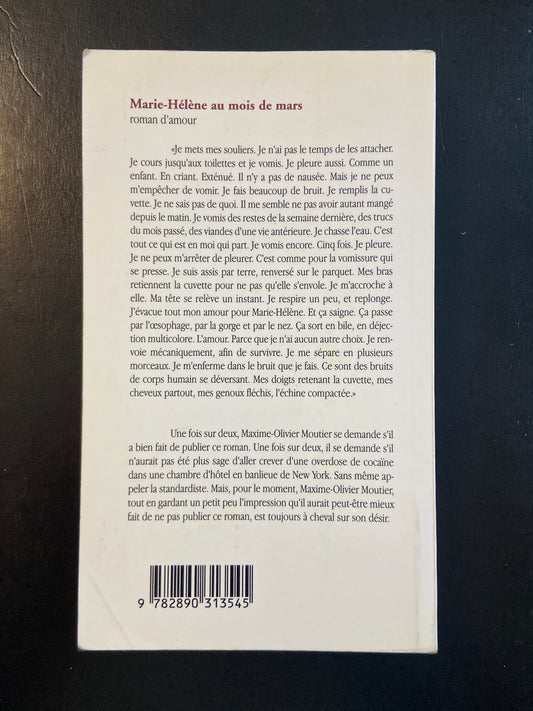 Marie-Hélène au mois de mars
roman d'amour
«Je mets mes souliers. Je n'ai pas le temps de les attacher.
Je cours jusqu'aux toilettes et je vomis. Je pleure aussi. Comme un
enfant. En criant. Exténué. Il n'y a pas de nausée. Mais je ne peux
m'empêcher de vomir. Je fais beaucoup de bruit. Je remplis la cu-
vette. Je ne sais pas de quoi. Il me semble ne pas avoir autant mangé
depuis le matin. Je vomis des restes de la semaine dernière, des trucs
du mois passé, des viandes d'une vie antérieure. Je chasse l'eau. C'est
tout ce qui est en moi qui part. Je vomis encore. Cinq fois. Je pleure.
Je ne peux m'arrêter de pleurer. C'est comme pour la vomissure qui
se presse. Je suis assis par terre, renversé sur le parquet. Mes bras
retiennent la cuvette pour ne pas qu'elle s'envole. Je m'accroche à
elle. Ma tête se relève un instant. Je respire un peu, et replonge.
J'évacue tout mon amour pour Marie-Hélène. Et ça saigne. Ça passe
par l'œsophage, par la gorge et par le nez. Ça sort en bile, en déjec-
tion multicolore. L'amour. Parce que je n'ai aucun autre choix. Je ren-
voie mécaniquement, afin de survivre. Je me sépare en plusieurs
morceaux. Je m'enferme dans le bruit que je fais. Ce sont des bruits
de corps humain se déversant. Mes doigts retenant la cuvette, mes
cheveux partout, mes genoux fléchis, l'échine compactée.»
Une fois sur deux, Maxime-Olivier Moutier se demande s'il
a bien fait de publier ce roman. Une fois sur deux, il se demande s'il
n'aurait pas été plus sage d'aller crever d'une overdose de cocaïne
dans une chambre d'hôtel en banlieue de New York. Sans même ap-
peler la standardiste. Mais, pour le moment, Maxime-Olivier Moutier,
tout en gardant un petit peu l'impression qu'il aurait peut-être mieux
fait de ne pas publier ce roman, est toujours à cheval sur son désir.
9 782890 313545